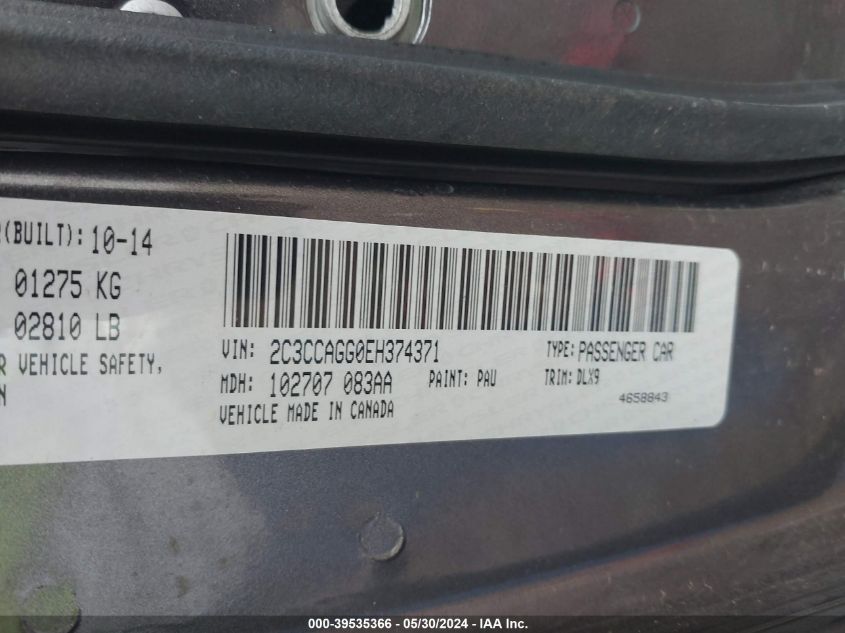 (BUILT): 10-14
01275 KG
02810 LB
VEHICLE SAFETY,
VIN: 2C3CCAGG0EH374371 TYPE: PASSENGER CAR
MDH: 102707 083AA PAINT: PAU TRIM: DLX9
VEHICLE MADE IN CANADA 4658843
000-39535366 - 05/30/2024 - IAA Inc.